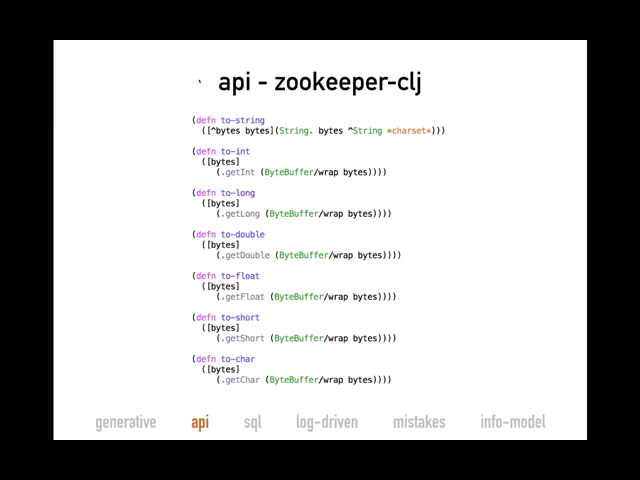 api - zookeeper-clj
(defn to-string
([^bytes bytes](String. bytes ^String *charset*)))
(defn to-int
([bytes]
(.getInt (ByteBuffer/wrap bytes))))
(defn to-long
([bytes]
(.getLong (ByteBuffer/wrap bytes))))
(defn to-double
([bytes]
(.getDouble (ByteBuffer/wrap bytes))))
(defn to-float
([bytes]
(.getFloat (ByteBuffer/wrap bytes))))
(defn to-short
([bytes]
(.getShort (ByteBuffer/wrap bytes))))
(defn to-char
([bytes]
(.getChar (ByteBuffer/wrap bytes))))
generative api sql log-driven mistakes info-model